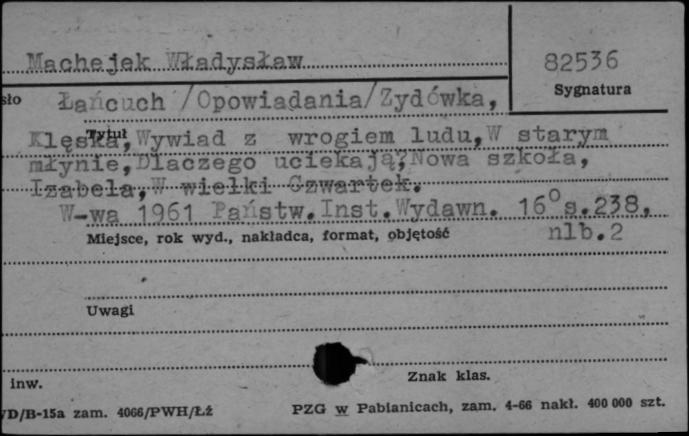 Machejek Władysław
82536
Sygnatura
sło Łańcuch /Opowiadania/Zydówka,
Tytuł
Klęska, Wywiad z wrogiem ludu, W starym
młynie, Dlaczego uciekają? Nowa szkoła,
Izabela, W wielki Czwartek.
W-wa 1961 Państw. Inst. Wydawn. 16° s.238,
Miejsce, rok wyd., nakładca, format, objętość nlb.2
Uwagi
inw.
Znak klas.
VD/B-15a zam. 4066/PWH/Łż
PZG w Pabianicach, zam. 4-66 nakł. 400 000 szt.